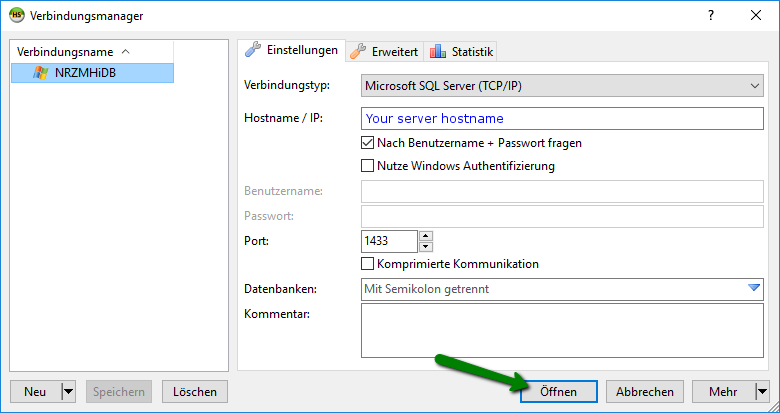 HS
Verbindungsmanager
?
Verbindungsname
NRZMHiDB
Einstellungen
Erweitert
Statistik
Verbindungstyp:
Microsoft SQL Server (TCP/IP)
Hostname / IP:
Your server hostname
Nach Benutzername + Passwort fragen
Nutze Windows Authentifizierung
Benutzername:
Passwort:
Port:
1433
Komprimierte Kommunikation
Datenbanken:
Mit Semikolon getrennt
Kommentar:
Neu
Speichern
Löschen
Öffnen
Abbrechen
Mehr